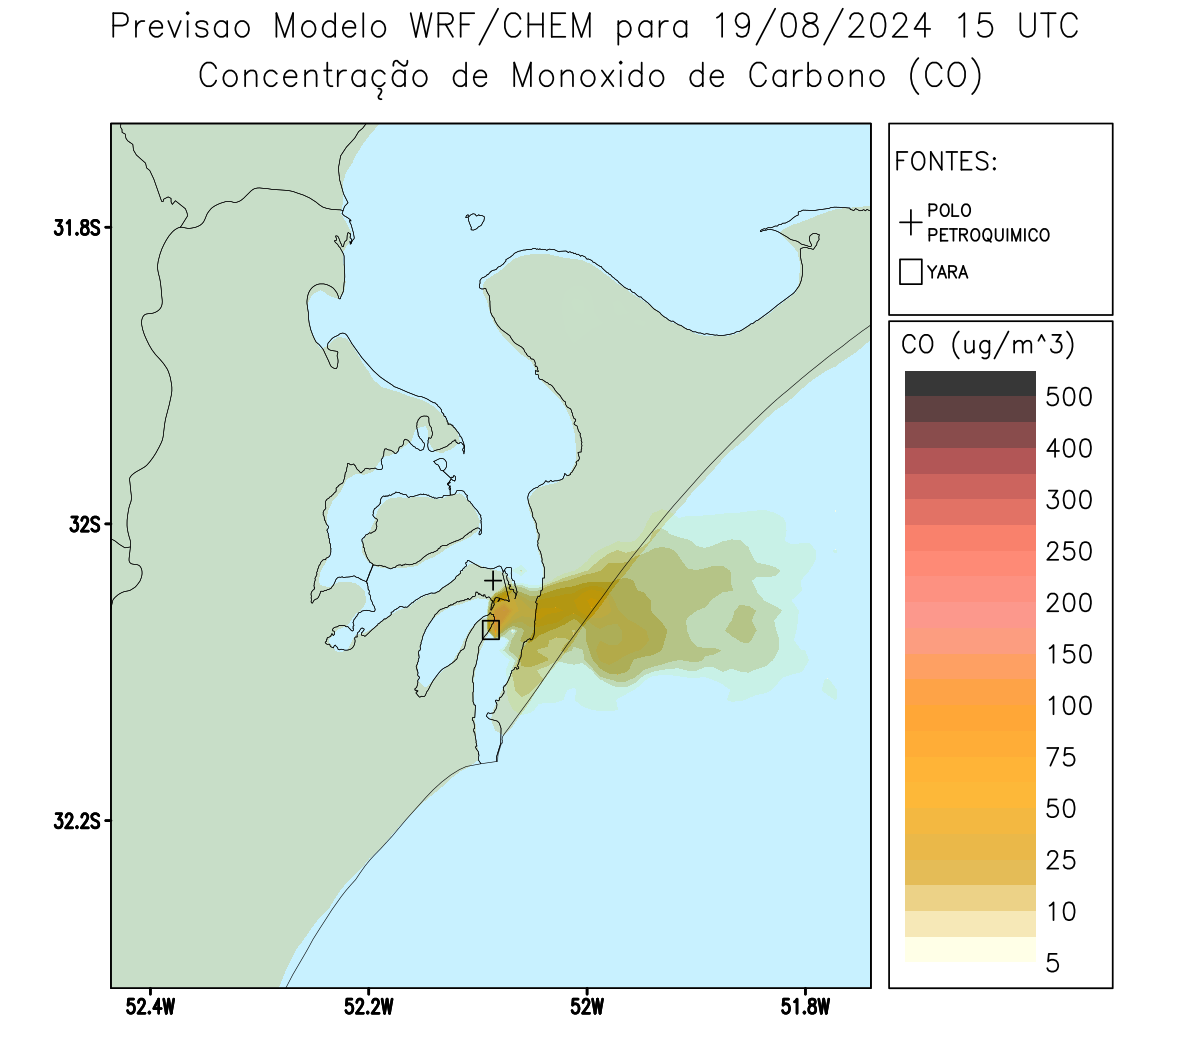 Previsao Modelo WRF/CHEM para 19/08/2024 15 UTC
Concentração de Monoxido de Carbono (CO)
FONTES:
POLO
PETROQUIMICO
YARA
CO (ug/m^3)
500
400
300
250
200
150
100
75
50
25
10
5
31.8S
32S
32.2S
52.4W
52.2W
52W
51.8W